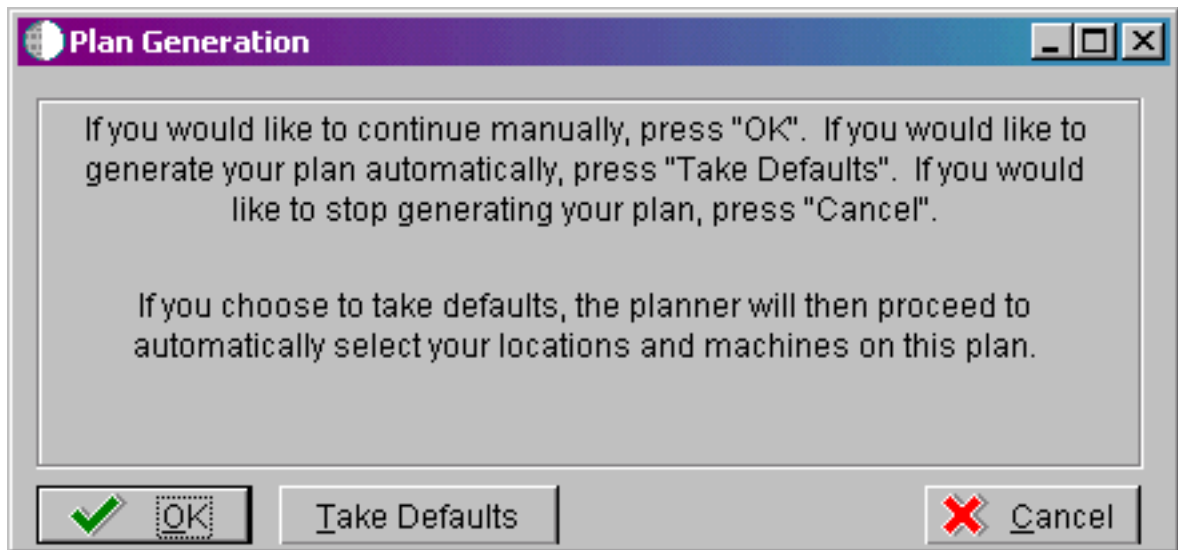 Plan Generation
If you would like to continue manually, press "OK". If you would like to
generate your plan automatically, press "Take Defaults". If you would
like to stop generating your plan, press "Cancel".
If you choose to take defaults, the planner will then proceed to
automatically select your locations and machines on this plan.
OK
Take Defaults
Cancel